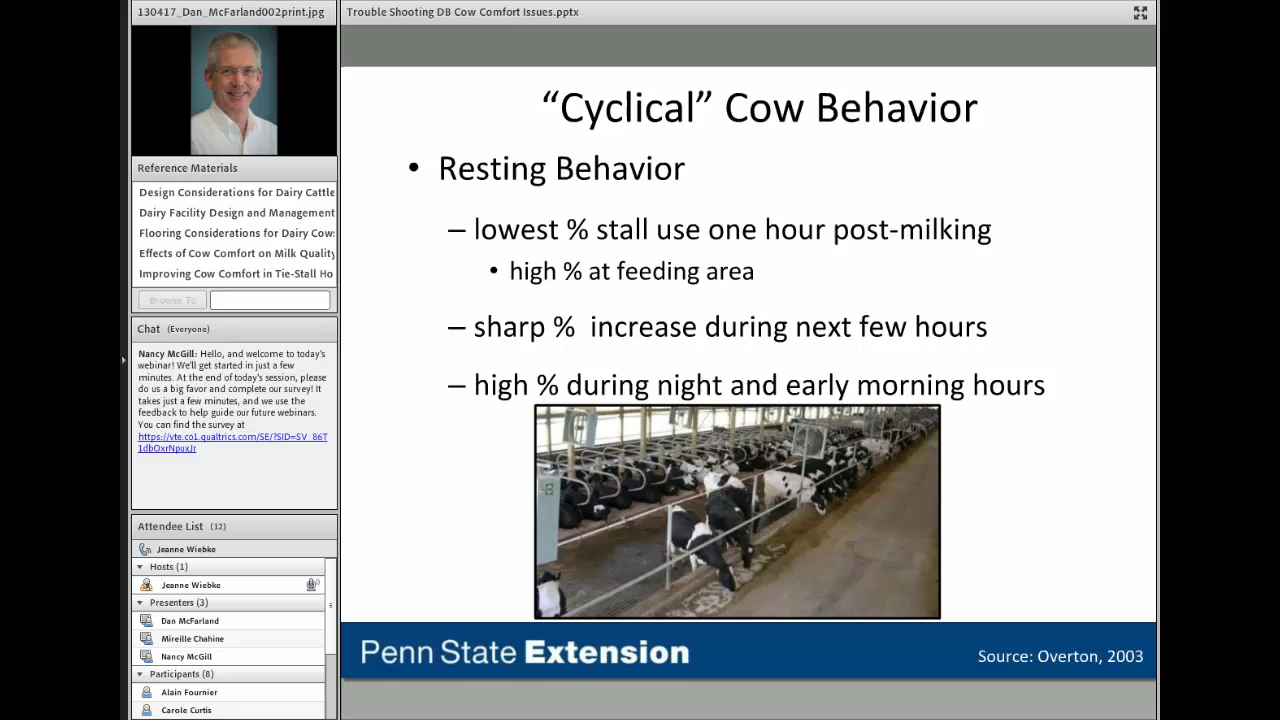 130417_Dan_McFarland002print.jpg
Trouble Shooting DB Cow Comfort Issues.pptx
Reference Materials
Design Considerations for Dairy Cattle
Dairy Facility Design and Management
Flooring Considerations for Dairy Cow
Effects of Cow Comfort on Milk Quality
Improving Cow Comfort in Tie-Stall Ho
Browse To
Chat (Everyone)
Nancy McGill: Hello, and welcome to today's
webinar! We'll get started in just a few
minutes. At the end of today's session, please
do us a big favor and complete our survey! It
takes just a few minutes, and we use the
feedback to help guide our future webinars.
You can find the survey at
https://vte.co1.qualtrics.com/SE/?SID=SV_86T
1dbOxrNpuxJr
Attendee List (12)
Jeanne Wiebke
Hosts (1)
Jeanne Wiebke
Presenters (3)
Dan McFarland
Mireille Chahine
Nancy McGill
Participants (8)
Alain Fournier
Carole Curtis
“Cyclical” Cow Behavior
• Resting Behavior
– lowest % stall use one hour post-milking
• high % at feeding area
– sharp % increase during next few hours
– high % during night and early morning hours
Penn State Extension
Source: Overton, 2003